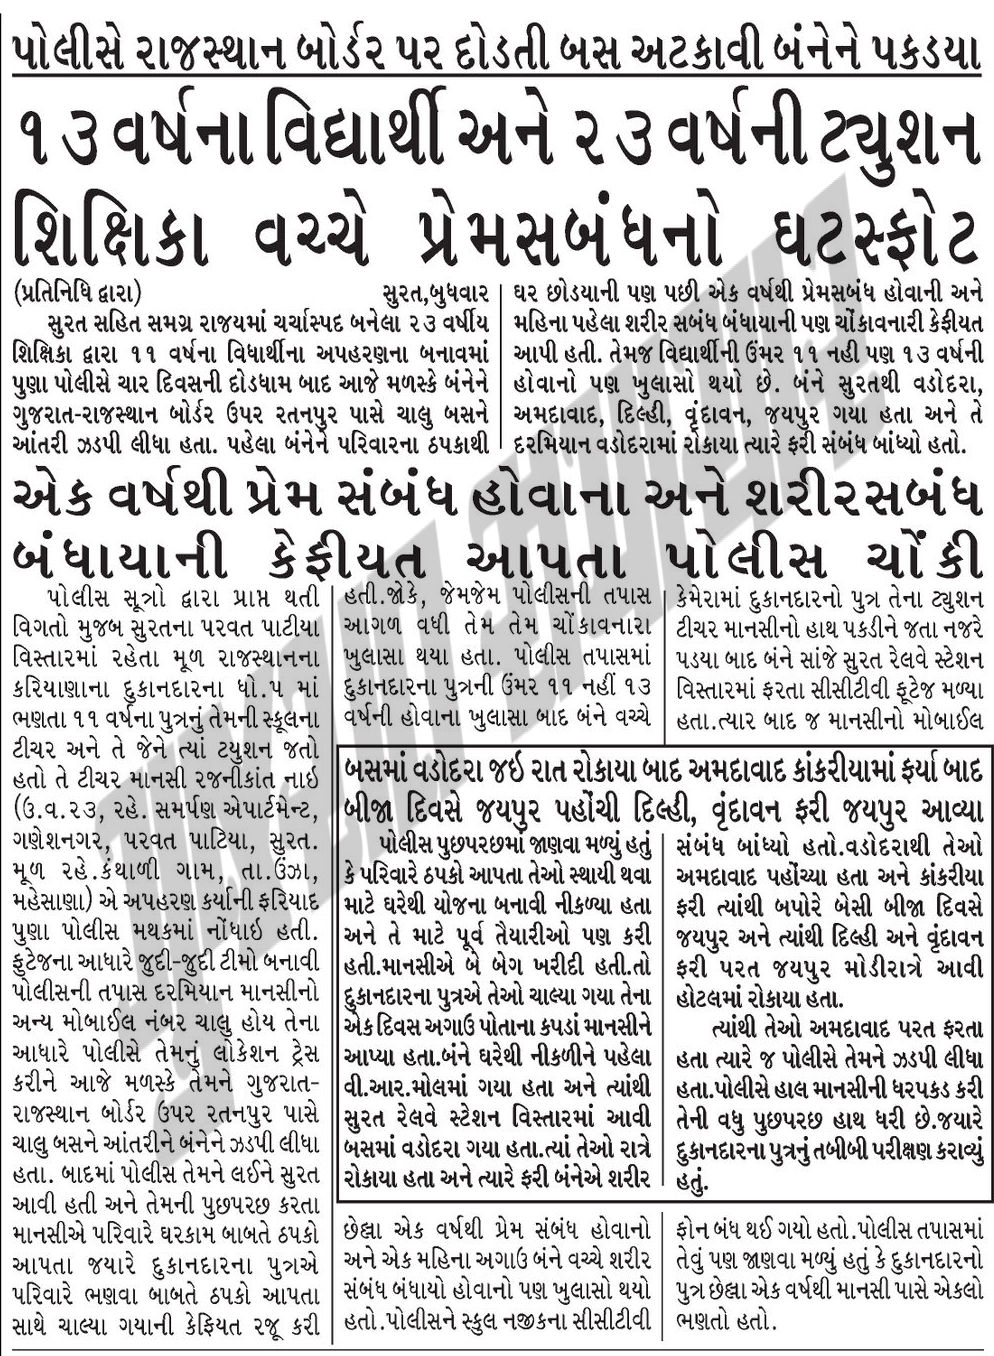 પોલીસે રાજસ્થાન બોર્ડર પર દોડતી બસ અટકાવી બંનેને પકડયા
૧૩ વર્ષના વિદ્યાર્થી અને ૨૩ વર્ષની ટ્યુશન
શિક્ષિકા વચ્ચે પ્રેમસબંધનો ઘટસ્ફોટ
(પ્રતિનિધિ દ્વારા) સુરત,બુધવાર
સુરત સહિત સમગ્ર રાજયમાં ચર્ચાસ્પદ બનેલા ૨૩ વર્ષીય
શિક્ષિકા દ્વારા ૧૧ વર્ષના વિધાર્થીના અપહરણના બનાવમાં
પુણા પોલીસે ચાર દિવસની દોડધામ બાદ આજે મળસ્કે બંનેને
ગુજરાત-રાજસ્થાન બોર્ડર ઉપર રતનપુર પાસે ચાલુ બસને
આંતરી ઝડપી લીધા હતા. પહેલા બંનેને પરિવારના ઠપકાથી
ઘર છોડયાની પણ પછી એક વર્ષથી પ્રેમસબંધ હોવાની અને
મહિના પહેલા શરીર સબંધ બંધાયાની પણ ચોંકાવનારી કેફીયત
આપી હતી. તેમજ વિદ્યાર્થીની ઉંમર ૧૧ નહી પણ ૧૩ વર્ષની
હોવાનો પણ ખુલાસો થયો છે. બંને સુરતથી વડોદરા,
અમદાવાદ, દિલ્હી, વૃંદાવન, જયપુર ગયા હતા અને તે
દરમિયાન વડોદરામાં રોકાયા ત્યારે ફરી સંબંધ બાંધ્યો હતો.
એક વર્ષથી પ્રેમ સંબંધ હોવાના અને શરીરસબંધ
બંધાયાની કેફીયત આપતા પોલીસ ચોંકી
પોલીસ સૂત્રો દ્વારા પ્રાપ્ત થતી
વિગતો મુજબ સુરતના પરવત પાટીયા
વિસ્તારમાં રહેતા મૂળ રાજસ્થાનના
કરિયાણાના દુકાનદારના ધો.૫ માં
ભણતા ૧૧ વર્ષના પુત્રનું તેમની સ્કૂલના
ટીચર અને તે જેને ત્યાં ટયુશન જતો
હતો તે ટીચર માનસી રજનીકાંત નાઇ
(ઉ.વ.૨૩, રહે. સમર્પણ એપાર્ટમેન્ટ,
ગણેશનગર, પરવત પાટિયા, સુરત.
મૂળ રહે.કંથાળી ગામ, તા.ઉંઝા,
મહેસાણા) એ અપહરણ કર્યાની ફરિયાદ
પુણા પોલીસ મથકમાં નોંધાઇ હતી.
ફુટેજના આધારે જુદી-જુદી ટીમો બનાવી
પોલીસની તપાસ દરમિયાન માનસીનો
અન્ય મોબાઈલ નંબર ચાલુ હોય તેના
આધારે પોલીસે તેમનું લોકેશન ટ્રેસ
કરીને આજે મળસ્કે તેમને ગુજરાત-
રાજસ્થાન બોર્ડર ઉપર રતનપુર પાસે
ચાલુ બસને આંતરીને બંનેને ઝડપી લીધા
હતા. બાદમાં પોલીસ તેમને લઈને સુરત
આવી હતી અને તેમની પુછપરછ કરતા
માનસીએ પરિવારે ઘરકામ બાબતે ઠપકો
આપતા જયારે દુકાનદારના પુત્રએ
પરિવારે ભણવા બાબતે ઠપકો આપતા
સાથે ચાલ્યા ગયાની કેફિયત રજૂ કરી
હતી.જોકે, જેમજેમ પોલીસની તપાસ
આગળ વધી તેમ તેમ ચોંકાવનારા
ખુલાસા થયા હતા. પોલીસ તપાસમાં
દુકાનદારના પુત્રની ઉંમર ૧૧ નહીં ૧૩
વર્ષની હોવાના ખુલાસા બાદ બંને વચ્ચે
છેલ્લા એક વર્ષથી પ્રેમ સંબંધ હોવાનો
અને એક મહિના અગાઉ બંને વચ્ચે શરીર
સંબંધ બંધાયો હોવાનો પણ ખુલાસો થયો
હતો.પોલીસને સ્કુલ નજીકના સીસીટીવી
કેમેરામાં દુકાનદારનો પુત્ર તેના ટ્યુશન
ટીચર માનસીનો હાથ પકડીને જતા નજરે
પડયા બાદ બંને સાંજે સુરત રેલવે સ્ટેશન
વિસ્તારમાં ફરતા સીસીટીવી ફૂટેજ મળ્યા
હતા.ત્યાર બાદ જ માનસીનો મોબાઈલ
ફોન બંધ થઈ ગયો હતો.પોલીસ તપાસમાં
તેવું પણ જાણવા મળ્યું હતું કે દુકાનદારનો
પુત્ર છેલ્લા એક વર્ષથી માનસી પાસે એકલો
ભણતો હતો.
બસમાં વડોદરા જઇ રાત રોકાયા બાદ અમદાવાદ કાંકરીયામાં ફર્યા બાદ
બીજા દિવસે જયપુર પહોંચી દિલ્હી, વૃંદાવન ફરી જયપુર આવ્યા
પોલીસ પુછપરછમાં જાણવા મળ્યું હતું
કે પરિવારે ઠપકો આપતા તેઓ સ્થાયી થવા
માટે ઘરેથી યોજના બનાવી નીકળ્યા હતા
અને તે માટે પૂર્વ તૈયારીઓ પણ કરી
હતી.માનસીએ બે બેગ ખરીદી હતી.તો
દુકાનદારના પુત્રએ તેઓ ચાલ્યા ગયા તેના
એક દિવસ અગાઉ પોતાના કપડાં માનસીને
આપ્યા હતા.બંને ઘરેથી નીકળીને પહેલા
વી.આર.મોલમાં ગયા હતા અને ત્યાંથી
સુરત રેલવે સ્ટેશન વિસ્તારમાં આવી
બસમાં વડોદરા ગયા હતા.ત્યાં તેઓ રાત્રે
રોકાયા હતા અને ત્યારે ફરી બંનેએ શરીર
સંબંધ બાંધ્યો હતો.વડોદરાથી તેઓ
અમદાવાદ પહોંચ્યા હતા અને કાંકરીયા
ફરી ત્યાંથી બપોરે બેસી બીજા દિવસે
જયપુર અને ત્યાંથી દિલ્હી અને વૃંદાવન
ફરી પરત જયપુર મોડીરાત્રે આવી
હોટલમાં રોકાયા હતા.
ત્યાંથી તેઓ અમદાવાદ પરત ફરતા
હતા ત્યારે જ પોલીસે તેમને ઝડપી લીધા
હતા.પોલીસે હાલ માનસીની ધરપકડ કરી
તેની વધુ પુછપરછ હાથ ધરી છે.જયારે
દુકાનદારના પુત્રનું તબીબી પરીક્ષણ કરાવ્યું
હતું.